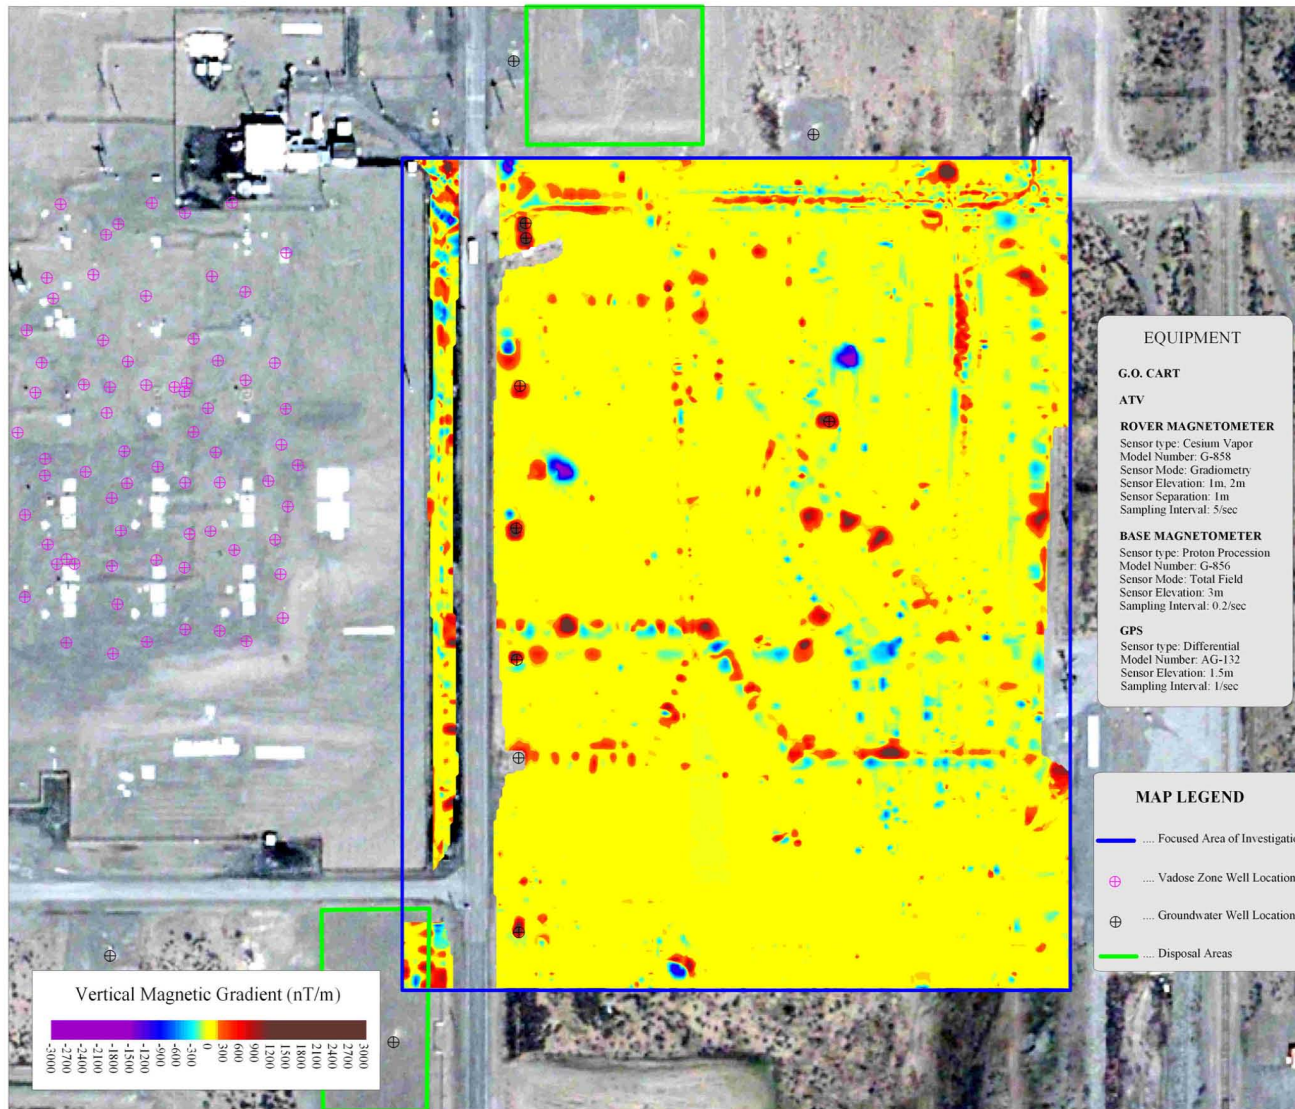 EQUIPMENT
G.O. CART
ATV
ROVER MAGNETOMETER
Sensor type: Cesium Vapor
Model Number: G-858
Sensor Mode: Gradiometry
Sensor Elevation: 1m, 2m
Sensor Separation: 1m
Sampling Interval: 5/sec
BASE MAGNETOMETER
Sensor type: Proton Procession
Model Number: G-856
Sensor Mode: Total Field
Sensor Elevation: 3m
Sampling Interval: 0.2/sec
GPS
Sensor type: Differential
Model Number: AG-132
Sensor Elevation: 1.5m
Sampling Interval: 1/sec
MAP LEGEND
.... Focused Area of Investigatio
.... Vadose Zone Well Location
.... Groundwater Well Location
.... Disposal Areas
Vertical Magnetic Gradient (nT/m)
-3000 -2700 -2100 -1800 -1500 -1200 -900 -600 -300 0 300 600 900 1200 1500 1800 2100 2400 2700 3000